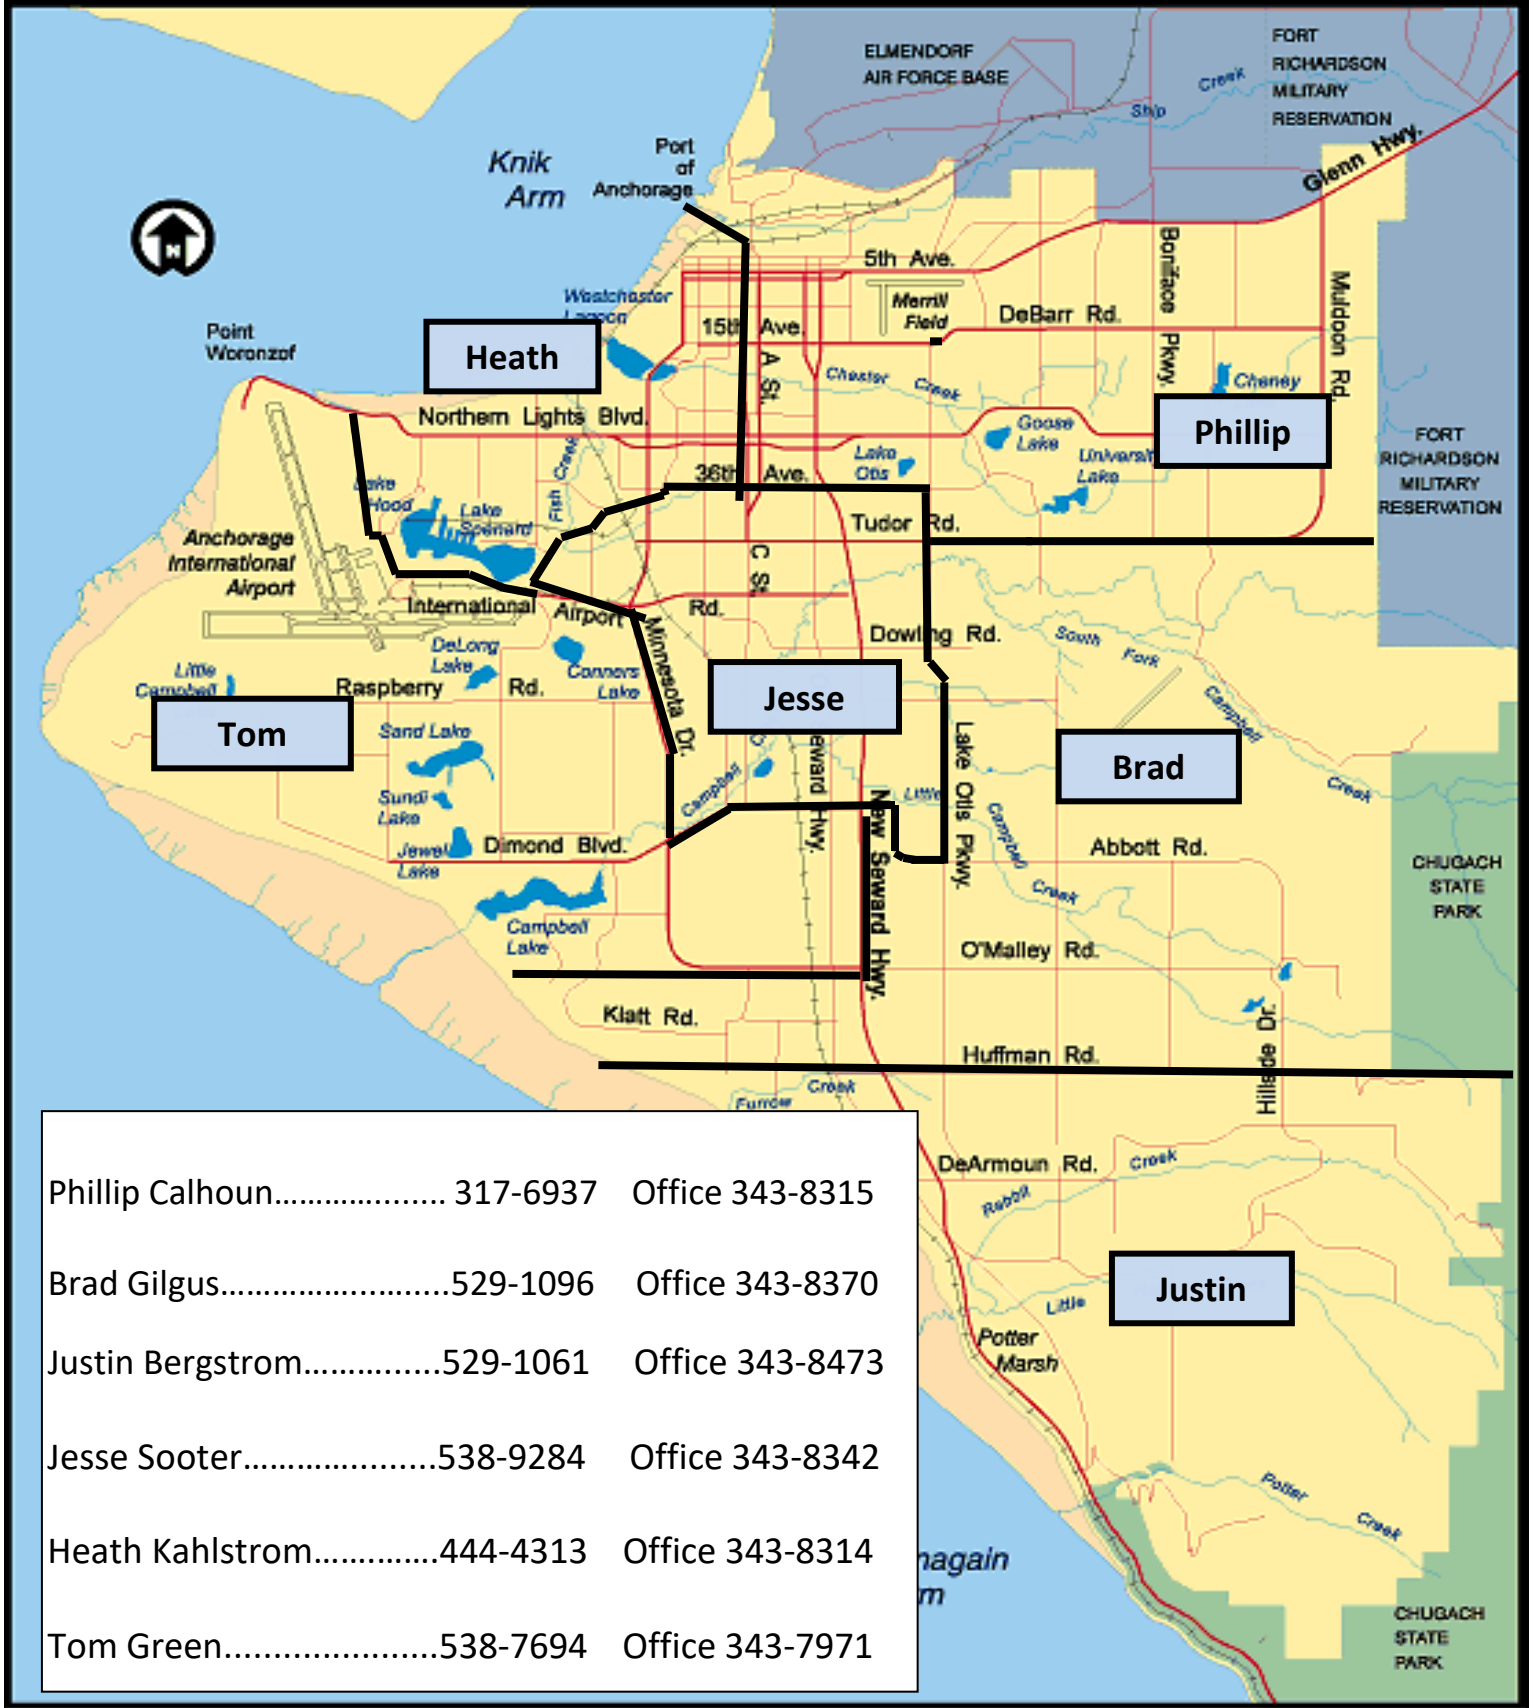 ELMENDORF
AIR FORCE BASE
FORT
RICHARDSON
MILITARY
RESERVATION
Creek
Ship
Glenn Hwy.
Knik
Arm
Port
of
Anchorage
N
5th Ave.
Merrill
Field
DeBarr Rd.
Boniface Pkwy.
Muldoon Rd.
Westchester
Lagoon
15th Ave.
Point
Woronzof
Heath
A St.
Chester Creek
Cheney
Northern Lights Blvd.
Goose
Lake
Phillip
FORT
RICHARDSON
MILITARY
RESERVATION
Lake
Otis
36th Ave.
Lake
Hood
Fish Creek
Lake
Spenard
Tudor Rd.
Anchorage
International
Airport
C St.
International Airport Rd.
Minnesota Dr.
Dowling Rd.
South Fork
Campbell
Creek
DeLong
Lake
Conners
Lake
Little
Campbell
Raspberry Rd.
Jesse
Tom
Sand Lake
Brad
Lake Otis Pkwy.
Sundi
Lake
Campbell
Little
Campbell
Creek
New Seward Hwy.
Jewel
Lake
Dimond Blvd.
Abbott Rd.
CHUGACH
STATE
PARK
Campbell
Lake
O'Malley Rd.
Klatt Rd.
Hillside Dr.
Huffman Rd.
Creek
Furrow
DeArmoun Rd.
Creek
Rabbit
Justin
Little
Potter
Marsh
Potter
Creek
CHUGACH
STATE
PARK
Phillip Calhoun..................... 317-6937 Office 343-8315
Brad Gilgus..........................529-1096 Office 343-8370
Justin Bergstrom................529-1061 Office 343-8473
Jesse Sooter......................538-9284 Office 343-8342
Heath Kahlstrom..............444-4313 Office 343-8314
Tom Green.......................538-7694 Office 343-7971